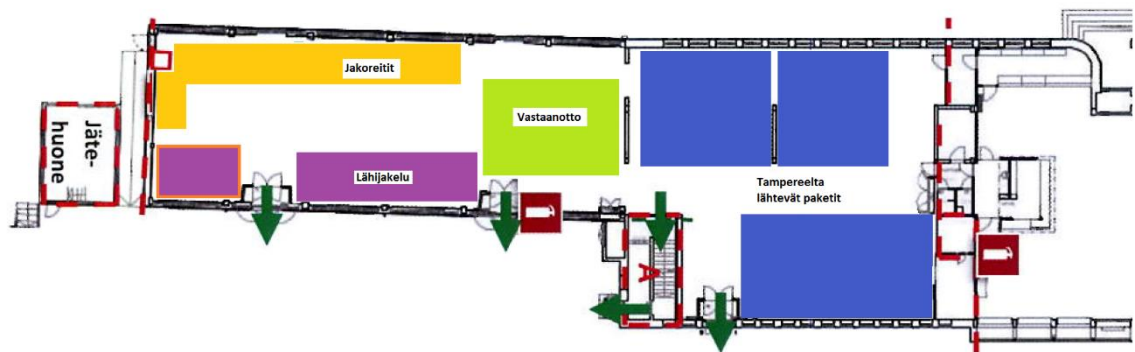 Jakoreitit
Vastaanotto
Jäte-
huone
Lähijakelu
Tampereelta
lähtevät paketit
A